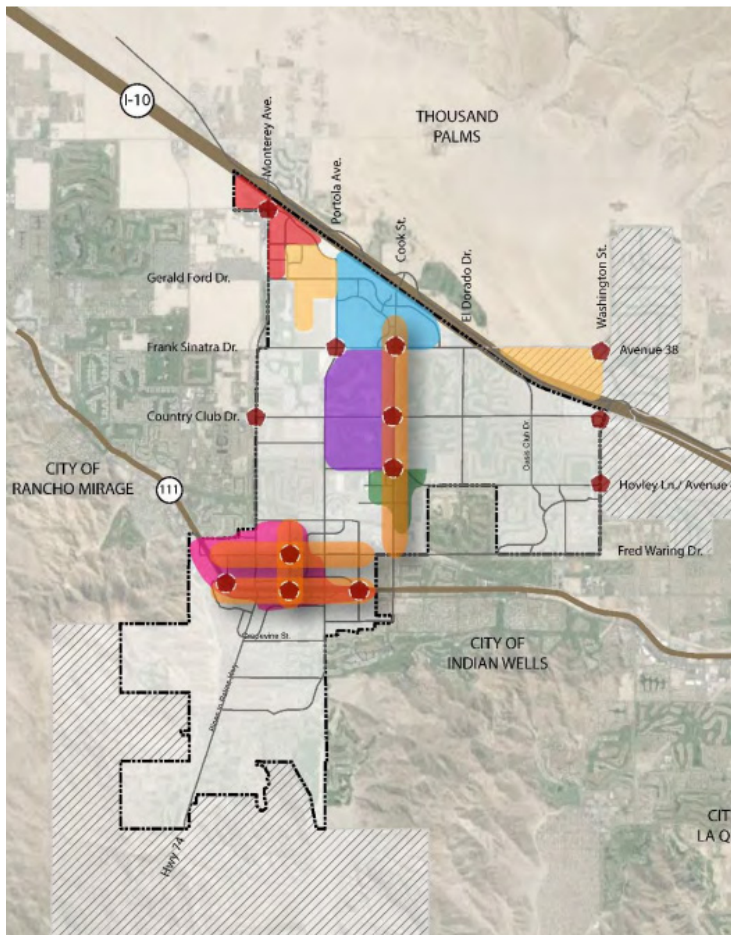 I-10
THOUSAND
PALMS
Monterey Ave.
Portola Ave.
Cook St.
El Dorado Dr.
Washington St.
Gerald Ford Dr.
Frank Sinatra Dr.
Avenue 38
Country Club Dr.
Oasis Club Dr
CITY OF
RANCHO MIRAGE
111
Hovley Ln./ Avenue
Fred Waring Dr.
Grapevine St.
CITY OF
INDIAN WELLS
Hwy 74
CIT
LA Q